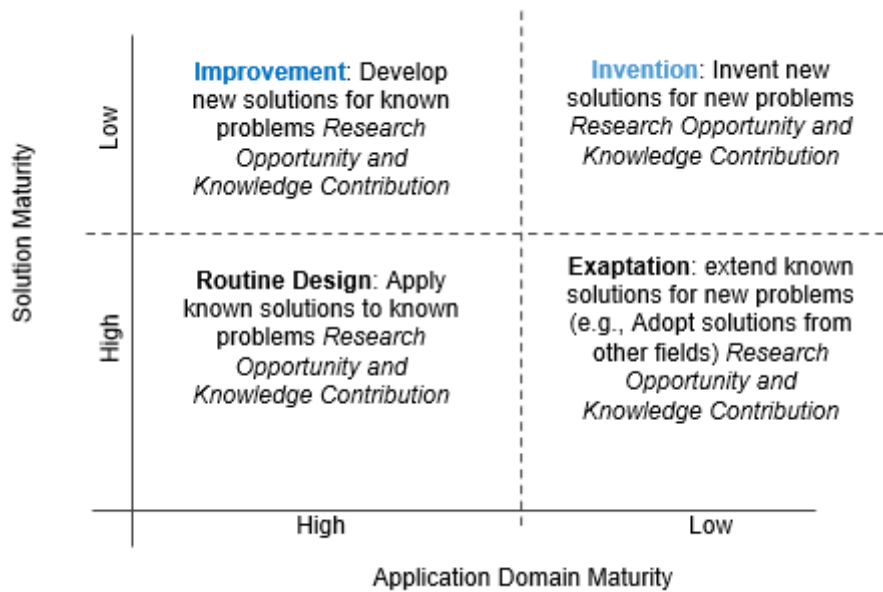 Improvement: Develop
new solutions for known
problems Research
Opportunity and
Knowledge Contribution
Invention: Invent new
solutions for new problems
Research Opportunity and
Knowledge Contribution
Low
Solution Maturity
High
Routine Design: Apply
known solutions to known
problems Research
Opportunity and
Knowledge Contribution
Exaptation: extend known
solutions for new problems
(e.g., Adopt solutions from
other fields) Research
Opportunity and
Knowledge Contribution
High
Low
Application Domain Maturity